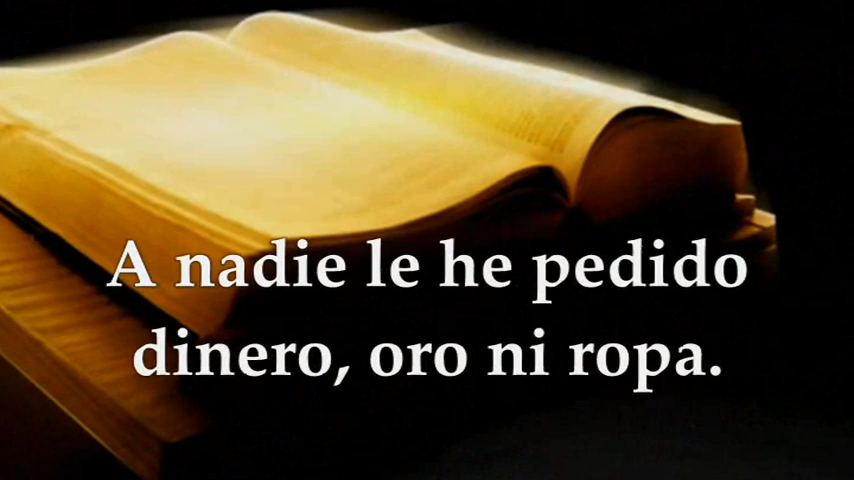 A nadie le he pedido
dinero, oro ni ropa.